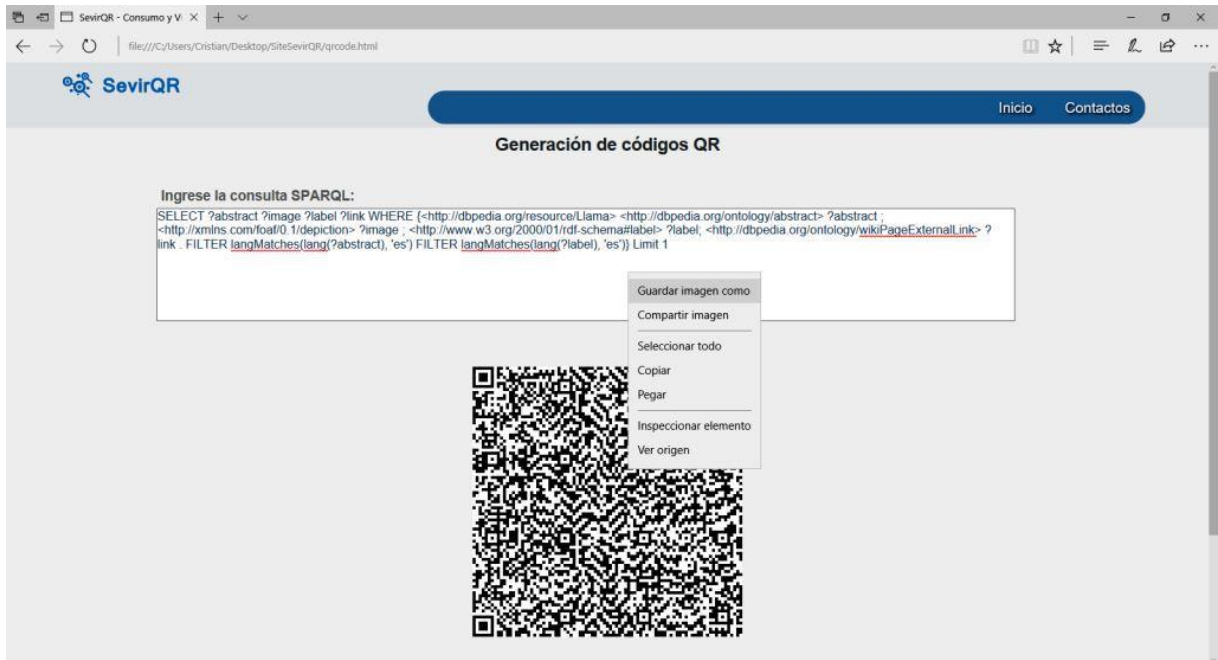 SevirQR - Consumo y V
file:///C:/Users/Cristian/Desktop/SiteSevirQR/qrcode.html
SevirQR
Inicio Contactos
Generación de códigos QR
Ingrese la consulta SPARQL:
SELECT ?abstract ?image ?label ?link WHERE {<http://dbpedia.org/resource/Llama> <http://dbpedia.org/ontology/abstract> ?abstract ;
<http://xmlns.com/foaf/0.1/depiction> ?image ; <http://www.w3.org/2000/01/rdf-schema#label> ?label; <http://dbpedia.org/ontology/wikiPageExternalLink> ?
link . FILTER langMatches(lang(?abstract), 'es') FILTER langMatches(lang(?label), 'es')} Limit 1
Guardar imagen como
Compartir imagen
Seleccionar todo
Copiar
Pegar
Inspeccionar elemento
Ver origen